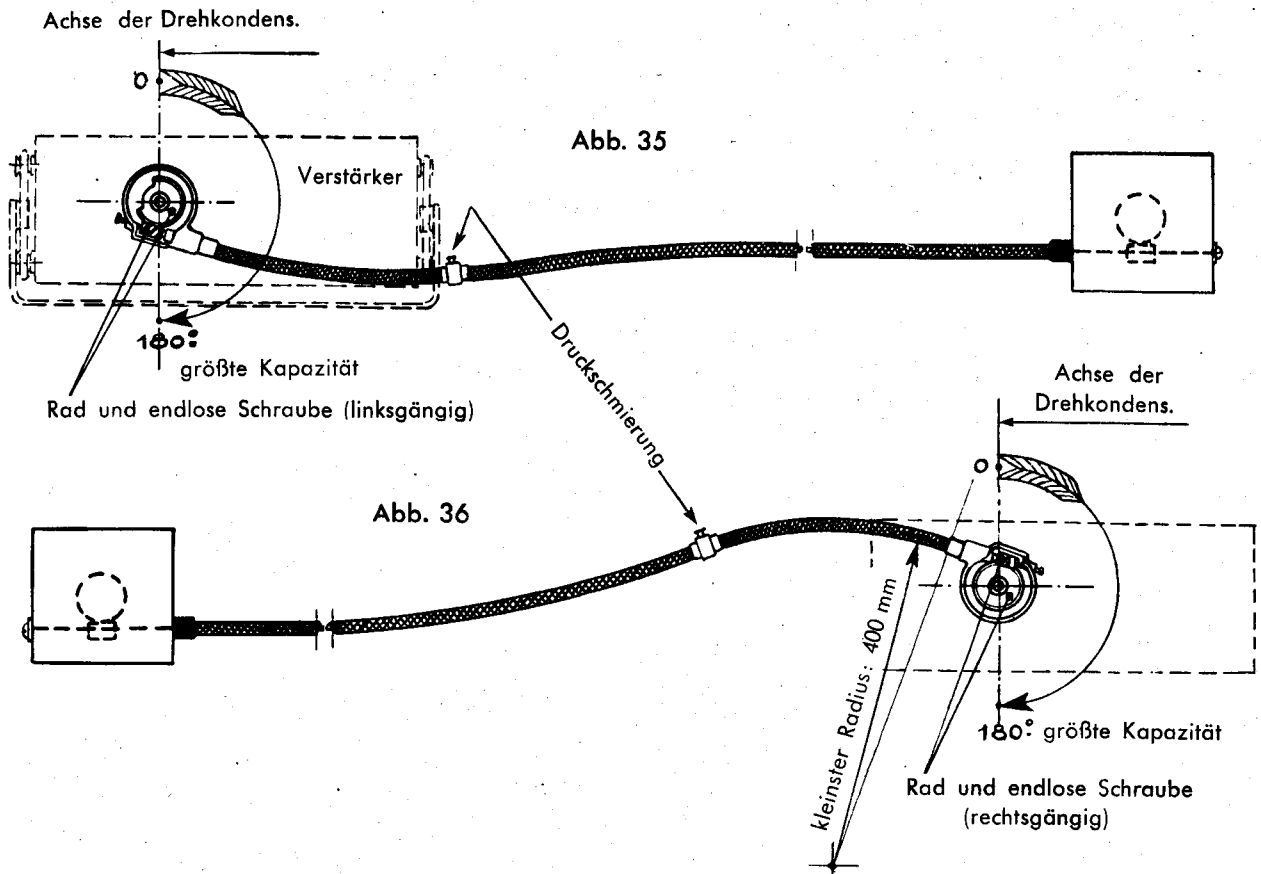 Achse der Drehkondens.
0
Abb. 35
Verstärker
180°
größte Kapazität
Rad und endlose Schraube (linksgängig)
Druckschmierung
Achse der
Drehkondens.
0
Abb. 36
kleinster Radius: 400 mm
180° größte Kapazität
Rad und endlose Schraube
(rechtsgängig)